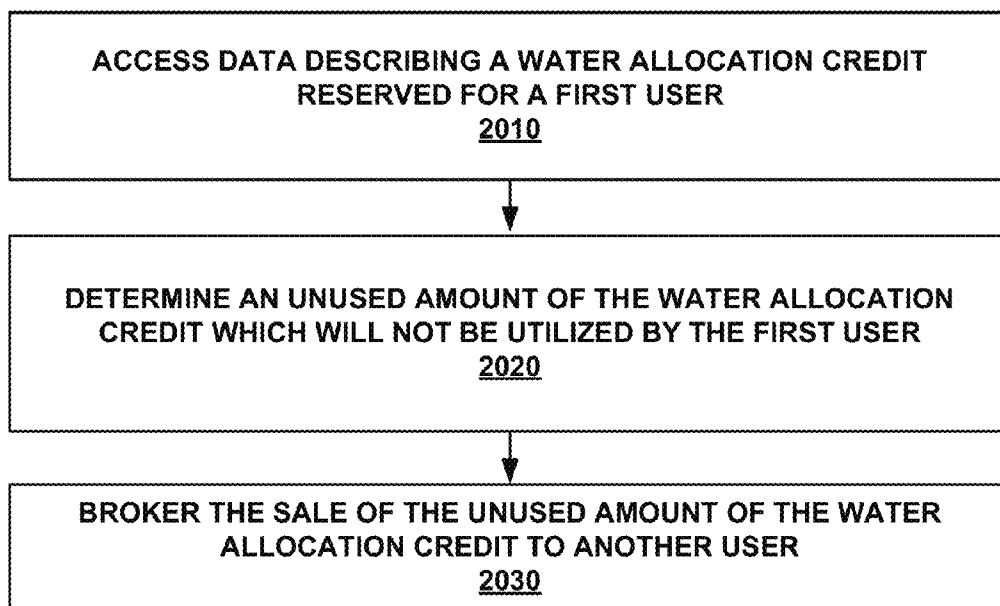 ACCESS DATA DESCRIBING A WATER ALLOCATION CREDIT
RESERVED FOR A FIRST USER
2010
DETERMINE AN UNUSED AMOUNT OF THE WATER ALLOCATION
CREDIT WHICH WILL NOT BE UTILIZED BY THE FIRST USER
2020
BROKER THE SALE OF THE UNUSED AMOUNT OF THE WATER
ALLOCATION CREDIT TO ANOTHER USER
2030